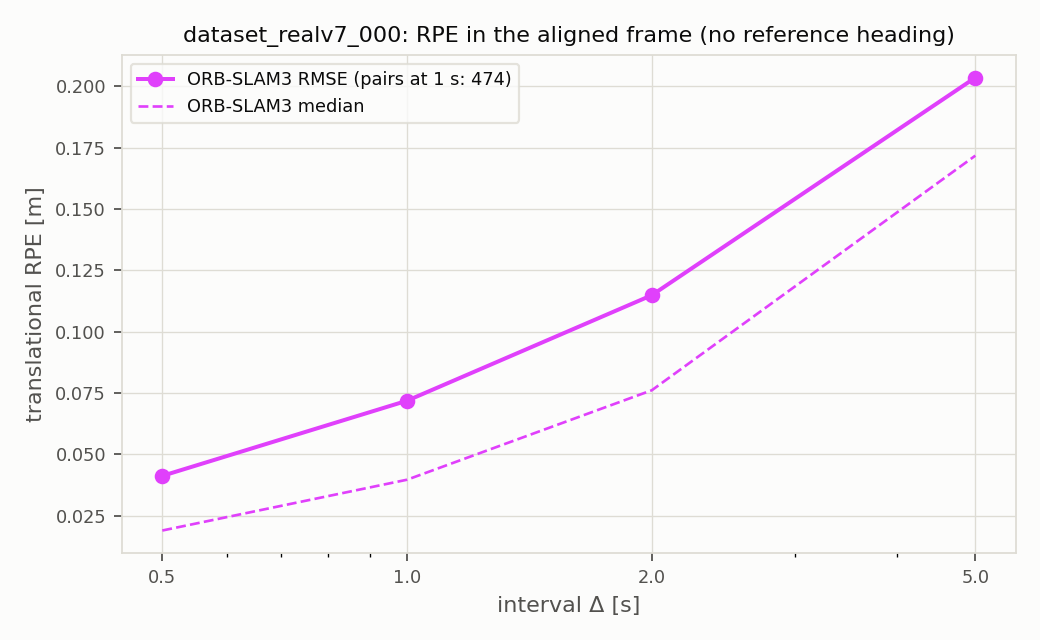 dataset_realv7_000: RPE in the aligned frame (no reference heading)
ORB-SLAM3 RMSE (pairs at 1 s: 474)
ORB-SLAM3 median
translational RPE [m]
0.200
0.175
0.150
0.125
0.100
0.075
0.050
0.025
0.5
1.0
2.0
5.0
interval Δ [s]